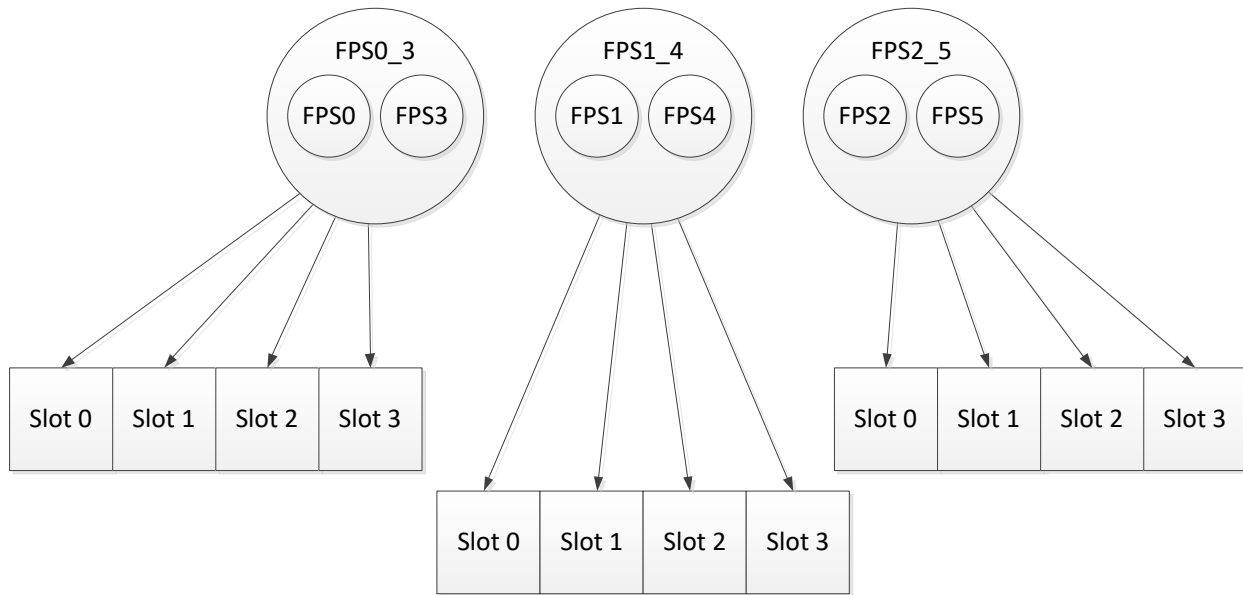 FPS0_3
FPS0 FPS3
FPS1_4
FPS1 FPS4
FPS2_5
FPS2 FPS5
Slot 0 Slot 1 Slot 2 Slot 3
Slot 0 Slot 1 Slot 2 Slot 3
Slot 0 Slot 1 Slot 2 Slot 3